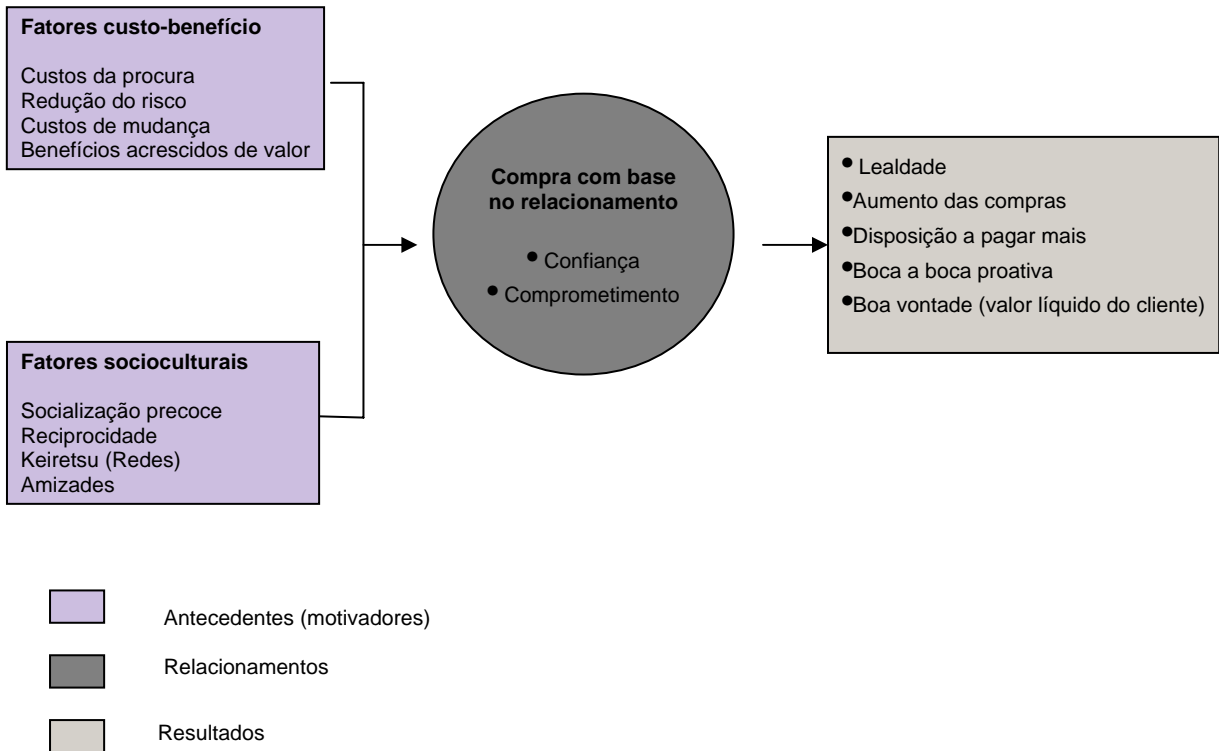 Fatores custo-benefício
Custos da procura
Redução do risco
Custos de mudança
Benefícios acrescidos de valor
Fatores socioculturais
Socialização precoce
Reciprocidade
Keiretsu (Redes)
Amizades
Compra com base
no relacionamento
• Confiança
• Comprometimento
• Lealdade
•Aumento das compras
•Disposição a pagar mais
•Boca a boca proativa
•Boa vontade (valor líquido do cliente)
Antecedentes (motivadores)
Relacionamentos
Resultados